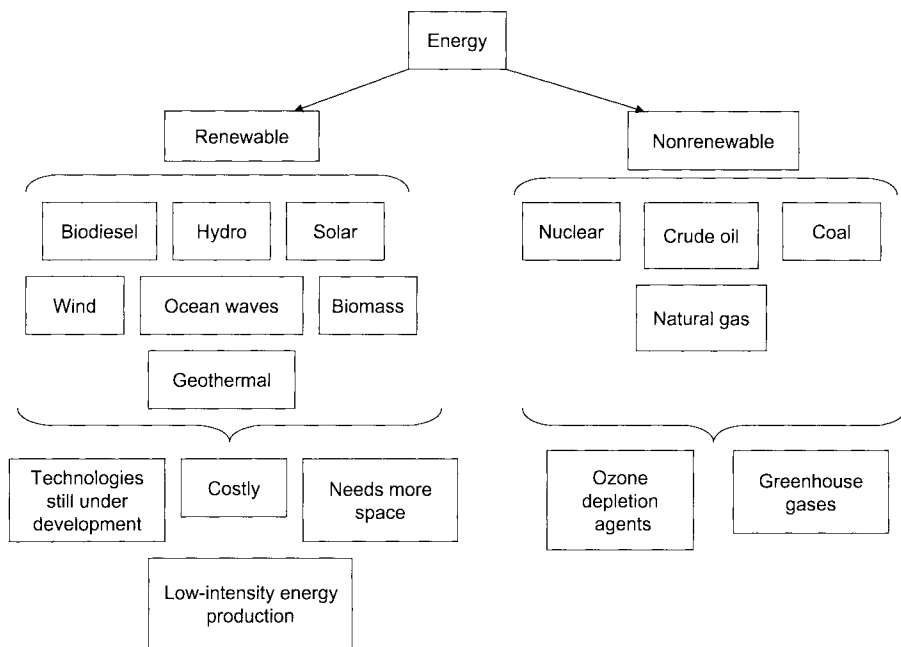 Energy
Renewable
Nonrenewable
Biodiesel
Hydro
Solar
Nuclear
Crude oil
Coal
Wind
Ocean waves
Biomass
Natural gas
Geothermal
Technologies
still under
development
Costly
Needs more
space
Ozone
depletion
agents
Greenhouse
gases
Low-intensity energy
production